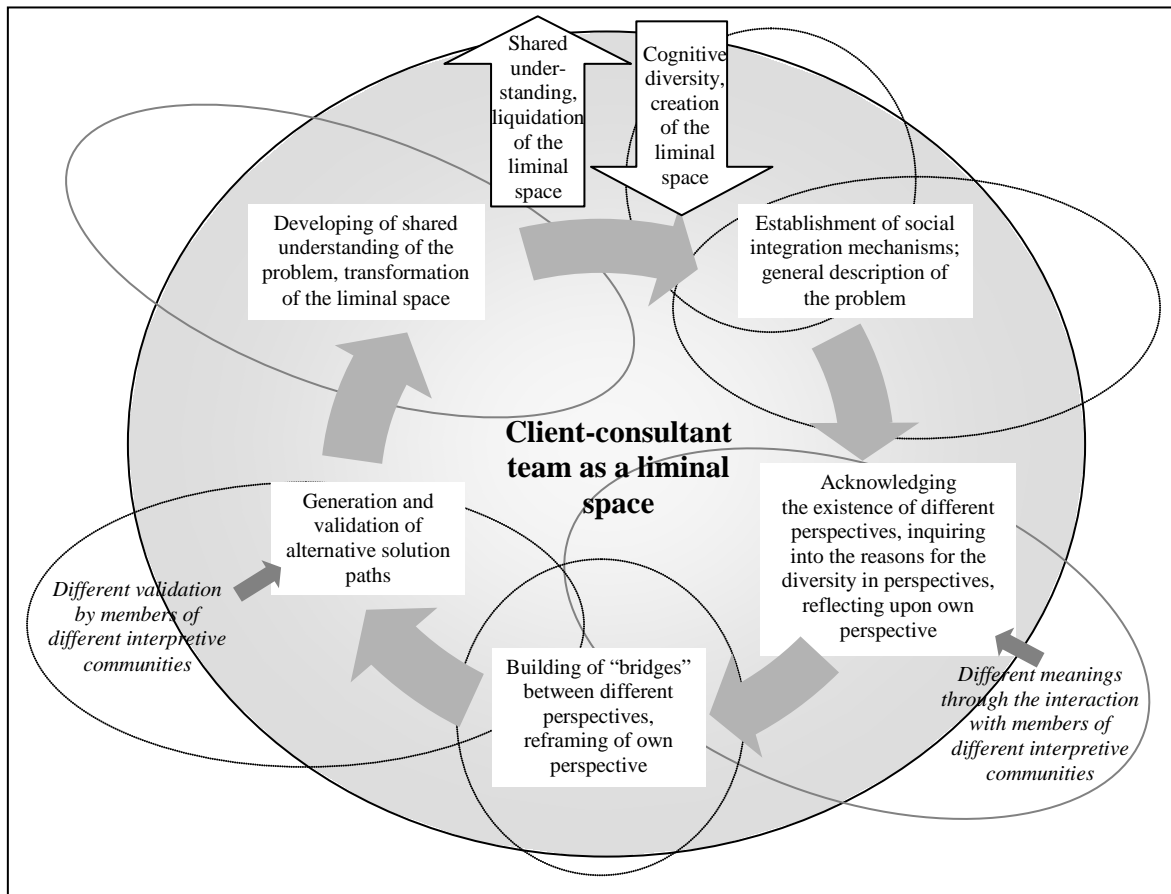 Shared
under-
standing,
liquidation
of the
liminal
space
Cognitive
diversity,
creation
of the
liminal
space
Developing of shared
understanding of the
problem, transformation
of the liminal space
Establishment of social
integration mechanisms;
general description of
the problem
Client-consultant
team as a liminal
space
Acknowledging
the existence of different
perspectives, inquiring
into the reasons for the
diversity in perspectives,
reflecting upon own
perspective
Generation and
validation of
alternative solution
paths
Different validation
by members of
different interpretive
communities
Building of “bridges”
between different
perspectives,
reframing of own
perspective
Different meanings
through the interaction
with members of
different interpretive
communities